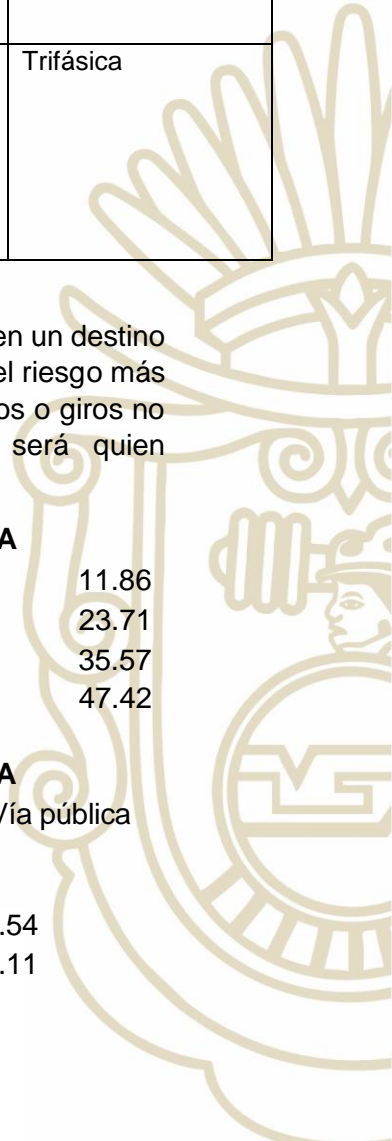 Trifásica
en un destino
el riesgo más
os o giros no
será quien
A
11.86
23.71
35.57
47.42
A
Vía pública
.54
.11